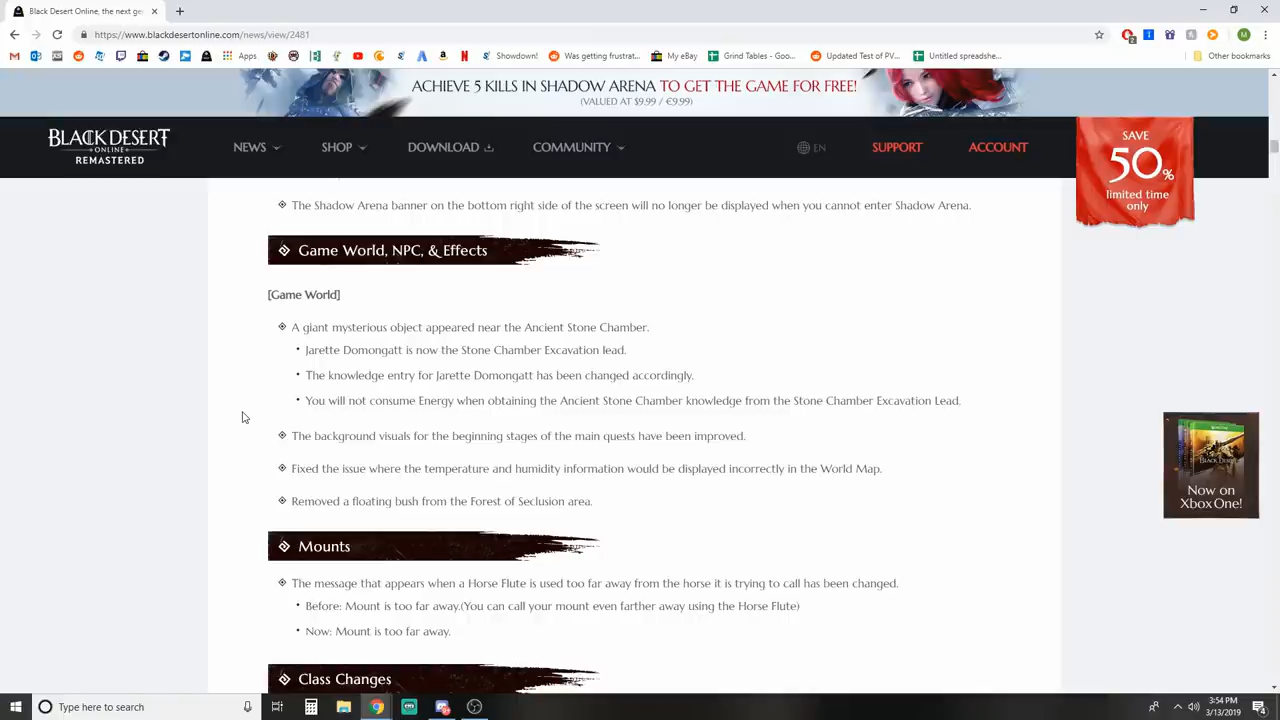 Black Desert Online, the next ge
https://www.blackdesertonline.com/news/view/2481
Apps
Showdown!
Was getting frustrat...
My eBay
Grind Tables - Goo...
Updated Test of PV...
Untitled spreadshe...
Other bookmarks
ACHIEVE 5 KILLS IN SHADOW ARENA TO GET THE GAME FOR FREE!
(VALUED AT $9.99 / €9.99)
BLACK DESERT
ONLINE
REMASTERED
NEWS
SHOP
DOWNLOAD
COMMUNITY
EN
SUPPORT
ACCOUNT
SAVE
50%
limited time
only
The Shadow Arena banner on the bottom right side of the screen will no longer be displayed when you cannot enter Shadow Arena.
Game World, NPC, & Effects
[Game World]
A giant mysterious object appeared near the Ancient Stone Chamber.
• Jarette Domongatt is now the Stone Chamber Excavation lead.
• The knowledge entry for Jarette Domongatt has been changed accordingly.
• You will not consume Energy when obtaining the Ancient Stone Chamber knowledge from the Stone Chamber Excavation Lead.
The background visuals for the beginning stages of the main quests have been improved.
Fixed the issue where the temperature and humidity information would be displayed incorrectly in the World Map.
Removed a floating bush from the Forest of Seclusion area.
Now on
Xbox One!
Mounts
The message that appears when a Horse Flute is used too far away from the horse it is trying to call has been changed.
• Before: Mount is too far away.(You can call your mount even farther away using the Horse Flute)
• Now: Mount is too far away.
Class Changes
Type here to search
3:54 PM
3/13/2019